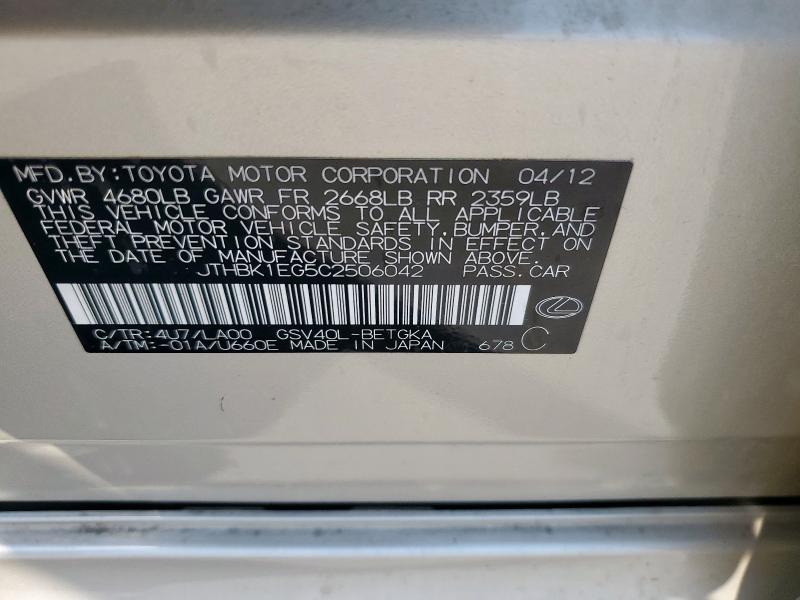 MFD.BY:TOYOTA MOTOR CORPORATION 04/12
GVWR 4680LB GAWR FR 2668LB RR 2359LB
THIS VEHICLE CONFORMS TO ALL APPLICABLE
FEDERAL MOTOR VEHICLE SAFETY,BUMPER,AND
THEFT PREVENTION STANDARDS IN EFFECT ON
THE DATE OF MANUFACTURE SHOWN ABOVE.
JTHBK1EG5C2506042 PASS.CAR
C/TR:4U7/LA00 GSV40L-BETGKA
A/TM:-01A/U660E MADE IN JAPAN 678 C